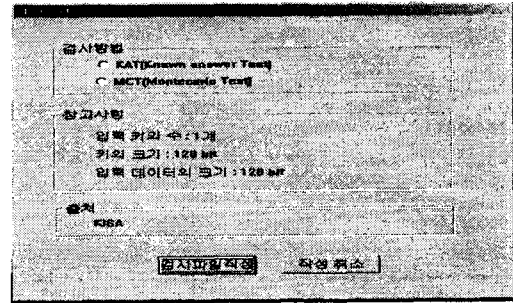 검사방법
KAT(Known answer Test)
MCT(Montecarlo Test)
참고사항
입력 키의 수 : 1개
키의 크기 : 128 bit
입력 데이터의 크기 : 128 bit
출처
KISA
검사파일작성
작성 취소